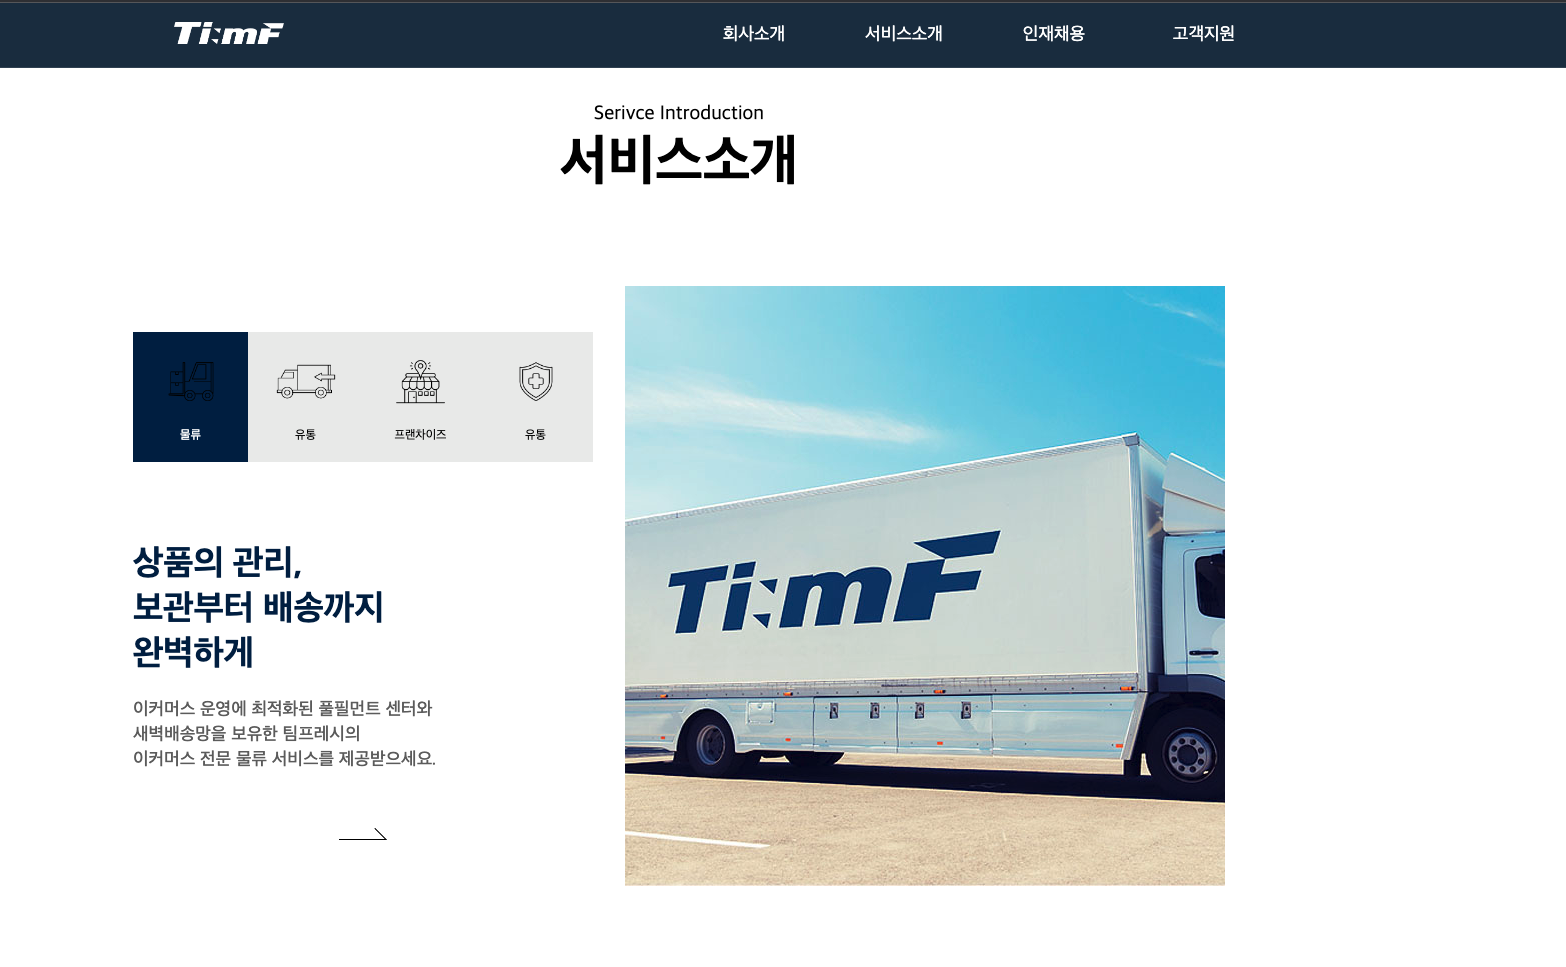 TimF
회사소개
서비스소개
인재채용
고객지원
Serivce Introduction
서비스소개
물류
유통
프랜차이즈
유통
상품의 관리,
보관부터 배송까지
완벽하게
이커머스 운영에 최적화된 풀필먼트 센터와
새벽배송망을 보유한 팀프레시의
이커머스 전문 물류 서비스를 제공받으세요.
TimF